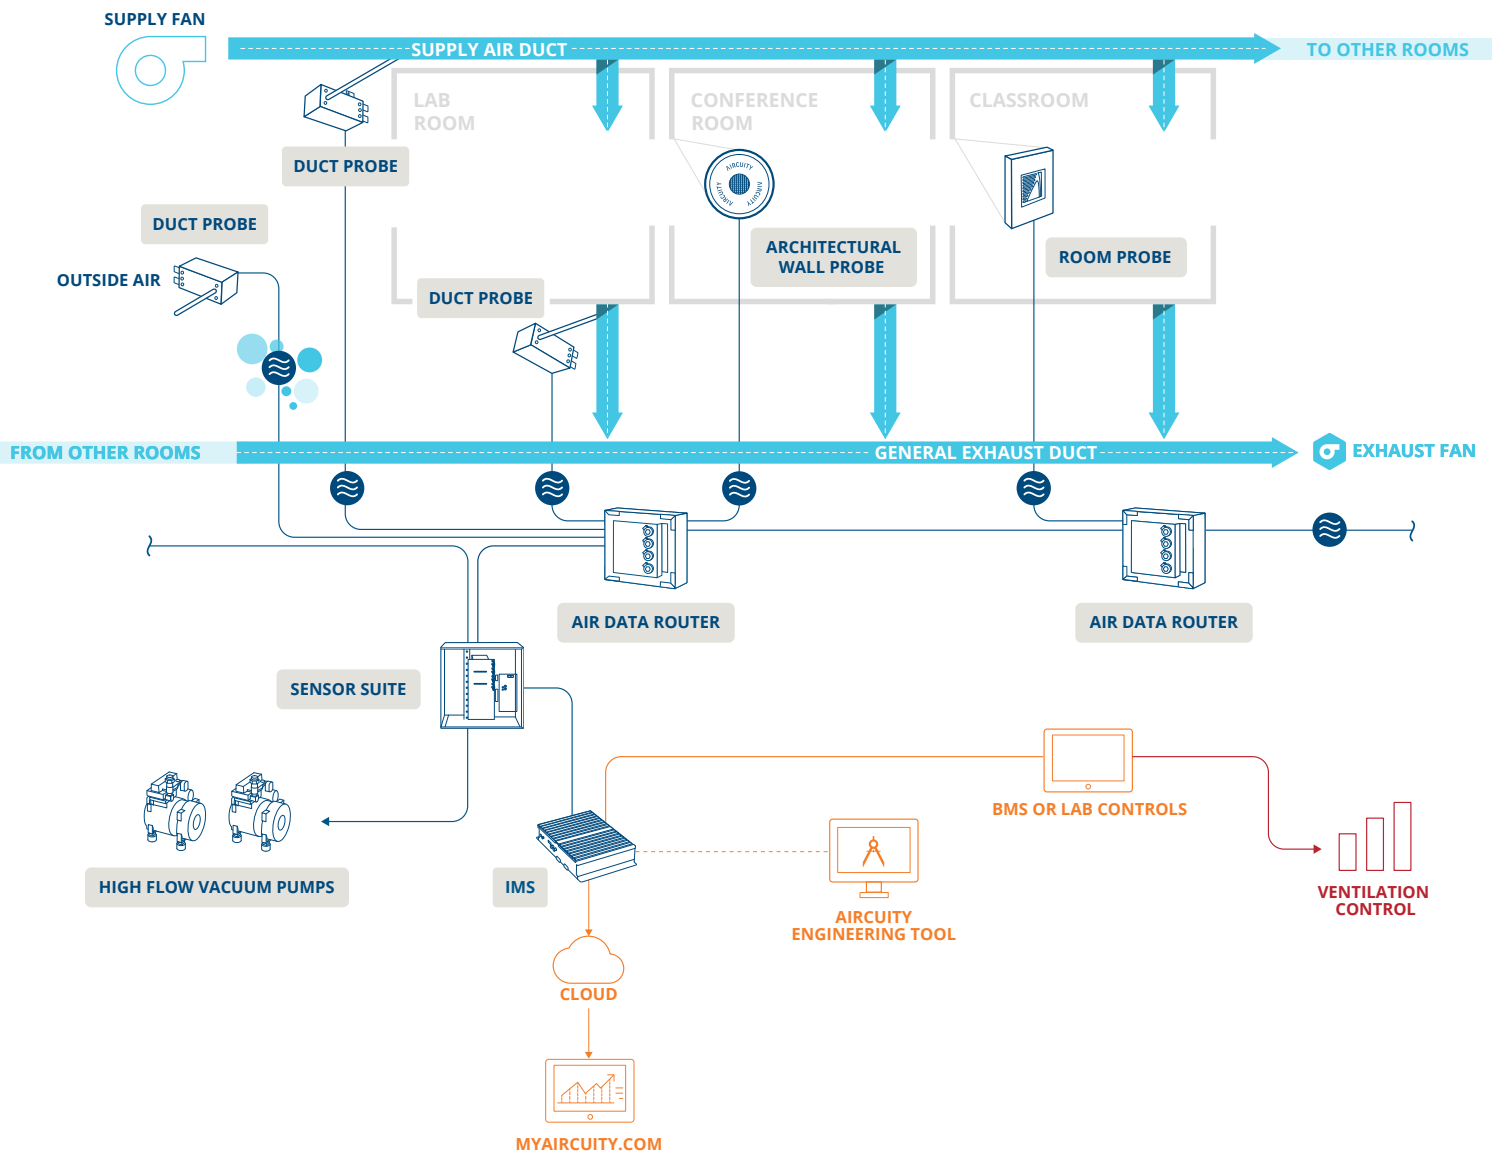 SUPPLY FAN
SUPPLY AIR DUCT
TO OTHER ROOMS
LAB
ROOM
CONFERENCE
ROOM
CLASSROOM
DUCT PROBE
AIRCUITY
AIRCUITY
AIRCUITY
DUCT PROBE
OUTSIDE AIR
ARCHITECTURAL
WALL PROBE
ROOM PROBE
DUCT PROBE
FROM OTHER ROOMS
GENERAL EXHAUST DUCT
EXHAUST FAN
AIR DATA ROUTER
AIR DATA ROUTER
SENSOR SUITE
BMS OR LAB CONTROLS
HIGH FLOW VACUUM PUMPS
IMS
VENTILATION
CONTROL
AIRCUITY
ENGINEERING TOOL
CLOUD
MYAIRCUITY.COM